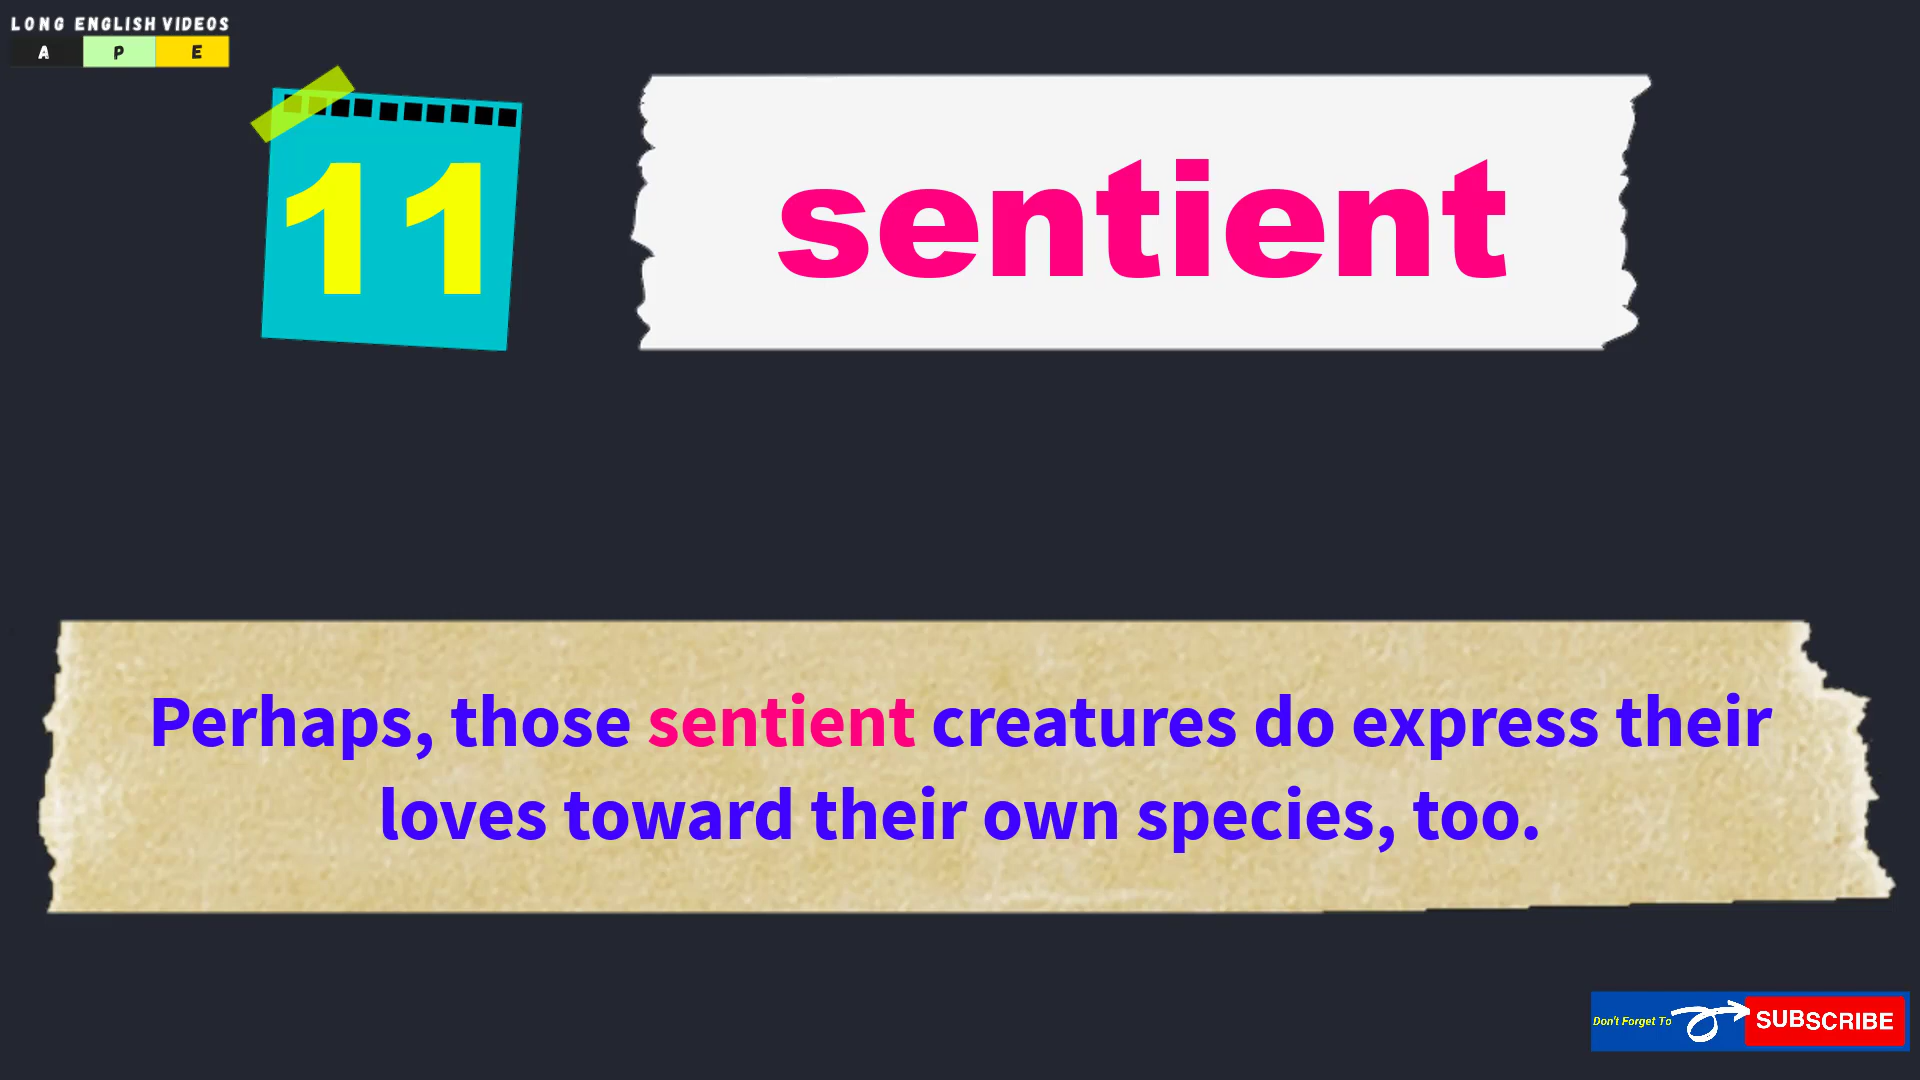 LONG ENGLISH VIDEOS
A P E
11
sentient
Perhaps, those sentient creatures do express their
loves toward their own species, too.
Don't Forget To SUBSCRIBE